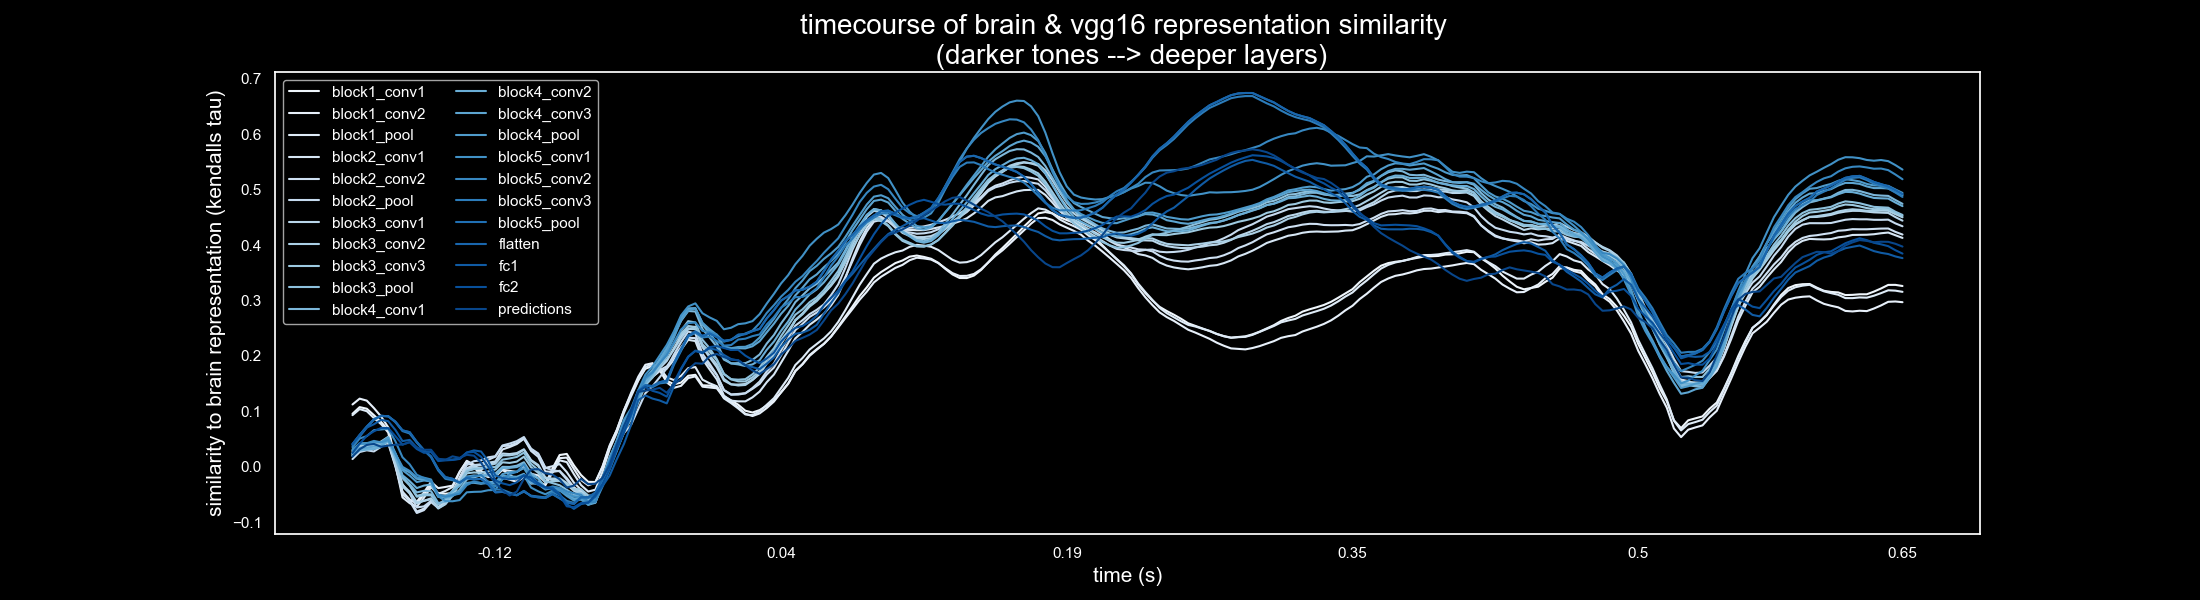 timecourse of brain & vgg16 representation similarity
(darker tones --> deeper layers)
similarity to brain representation (kendalls tau)
0.7
0.6
0.5
0.4
0.3
0.2
0.1
0.0
−0.1
block1_conv1
block1_conv2
block1_pool
block2_conv1
block2_conv2
block2_pool
block3_conv1
block3_conv2
block3_conv3
block3_pool
block4_conv1
block4_conv2
block4_conv3
block4_pool
block5_conv1
block5_conv2
block5_conv3
block5_pool
flatten
fc1
fc2
predictions
-0.12
0.04
0.19
0.35
0.5
0.65
time (s)